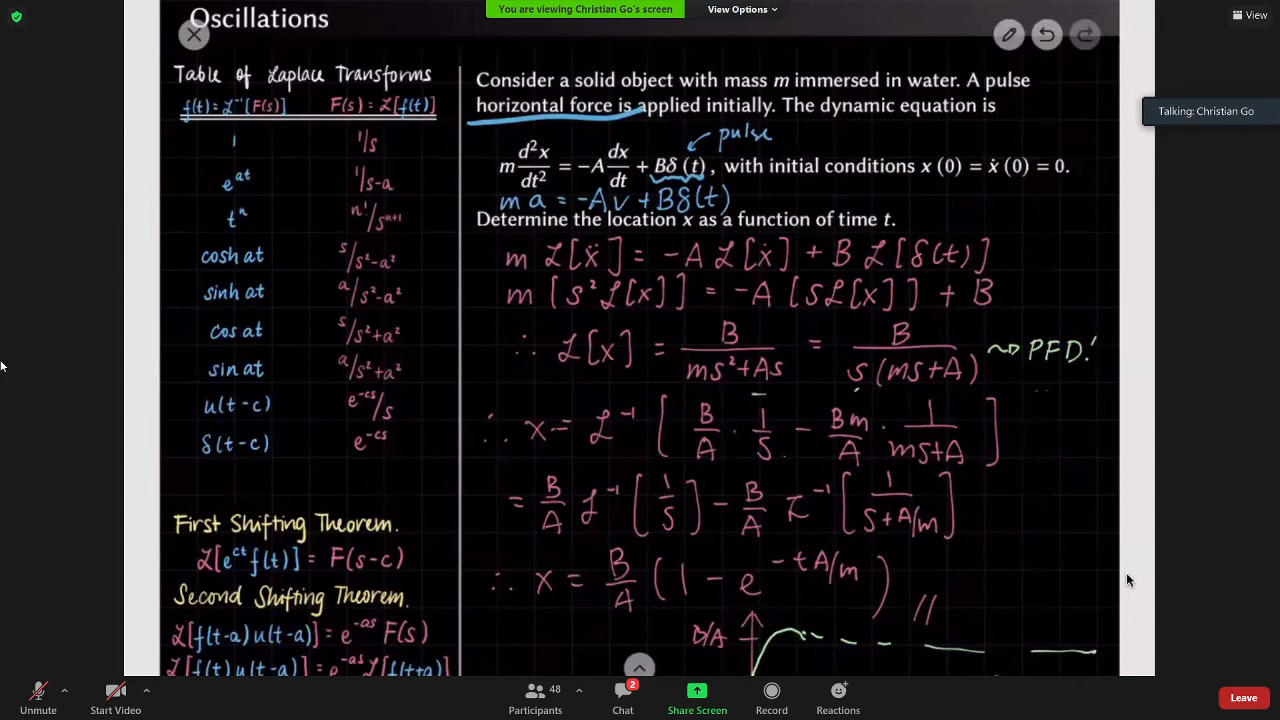 You are viewing Christian Go's screen
View Options
View
Oscillations
Talking: Christian Go
Table of Laplace Transforms
f(t)=ℒ⁻¹[F(s)] F(s)=ℒ[f(t)]
1 1/s
e^at 1/s-a
t^n n!/s^n+1
cosh at s/s²-a²
sinh at a/s²-a²
cos at s/s²+a²
sin at a/s²+a²
u(t-c) e^-cs/s
δ(t-c) e^-cs
First Shifting Theorem.
ℒ[e^ct f(t)] = F(s-c)
Second Shifting Theorem.
ℒ[f(t-a)u(t-a)] = e^-as F(s)
ℒ[f(t)u(t-a)] = e^-as ℒ[f(t+a)]
Consider a solid object with mass m immersed in water. A pulse
horizontal force is applied initially. The dynamic equation is
pulse
m d²x/dt² = -A dx/dt + Bδ (t), with initial conditions x (0) = ẋ (0) = 0.
m a = -A v + Bδ(t)
Determine the location x as a function of time t.
m ℒ[ẍ] = -A ℒ[ẋ] + B ℒ[δ(t)]
m [s²ℒ[x]] = -A [sℒ[x]] + B
∴ ℒ[x] = B/ms²+As = B/s(ms+A) ⇝ PFD!
∴ x = ℒ⁻¹ [B/A · 1/s - Bm/A · 1/ms+A]
= B/A ℒ⁻¹ [1/s] - B/A ℒ⁻¹ [1/s+A/m]
∴ x = B/A (1 - e^-tA/m) //
B/A
Unmute
Start Video
48
Participants
2
Chat
Share Screen
Record
Reactions
Leave